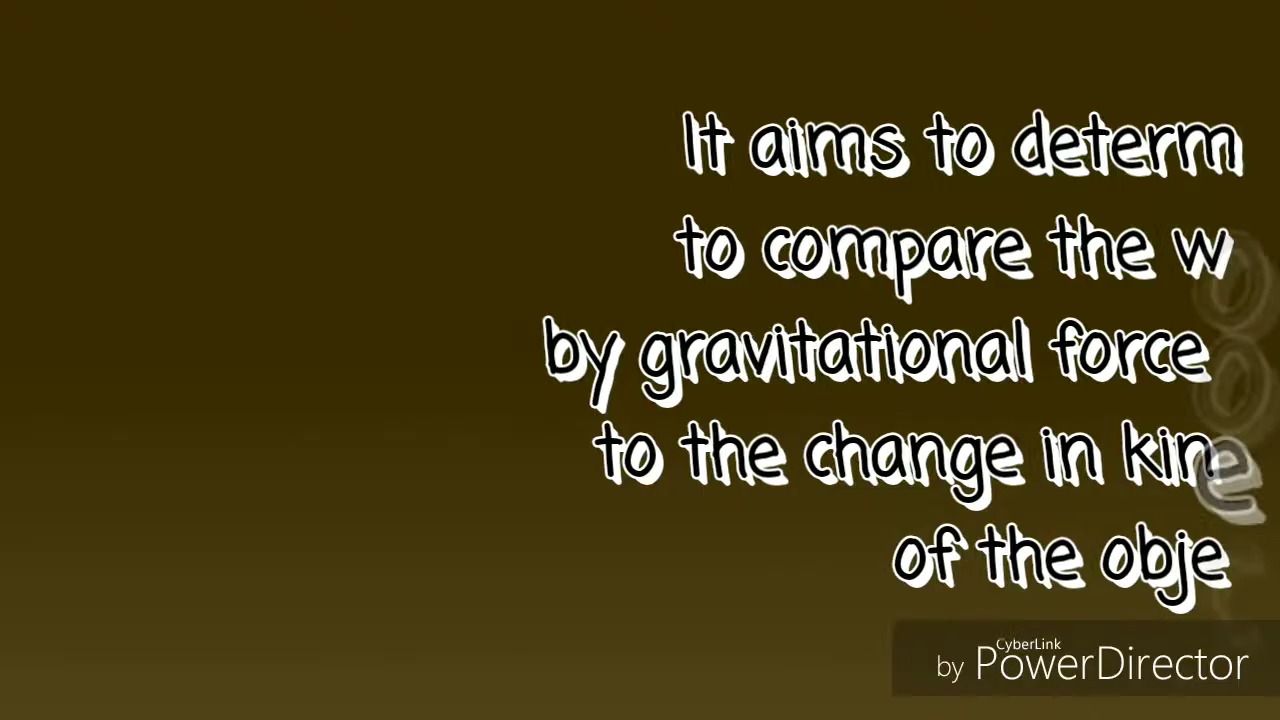 It aims to determ
to compare the w
by gravitational force
to the change in kine
of the obje
by CyberLink PowerDirector